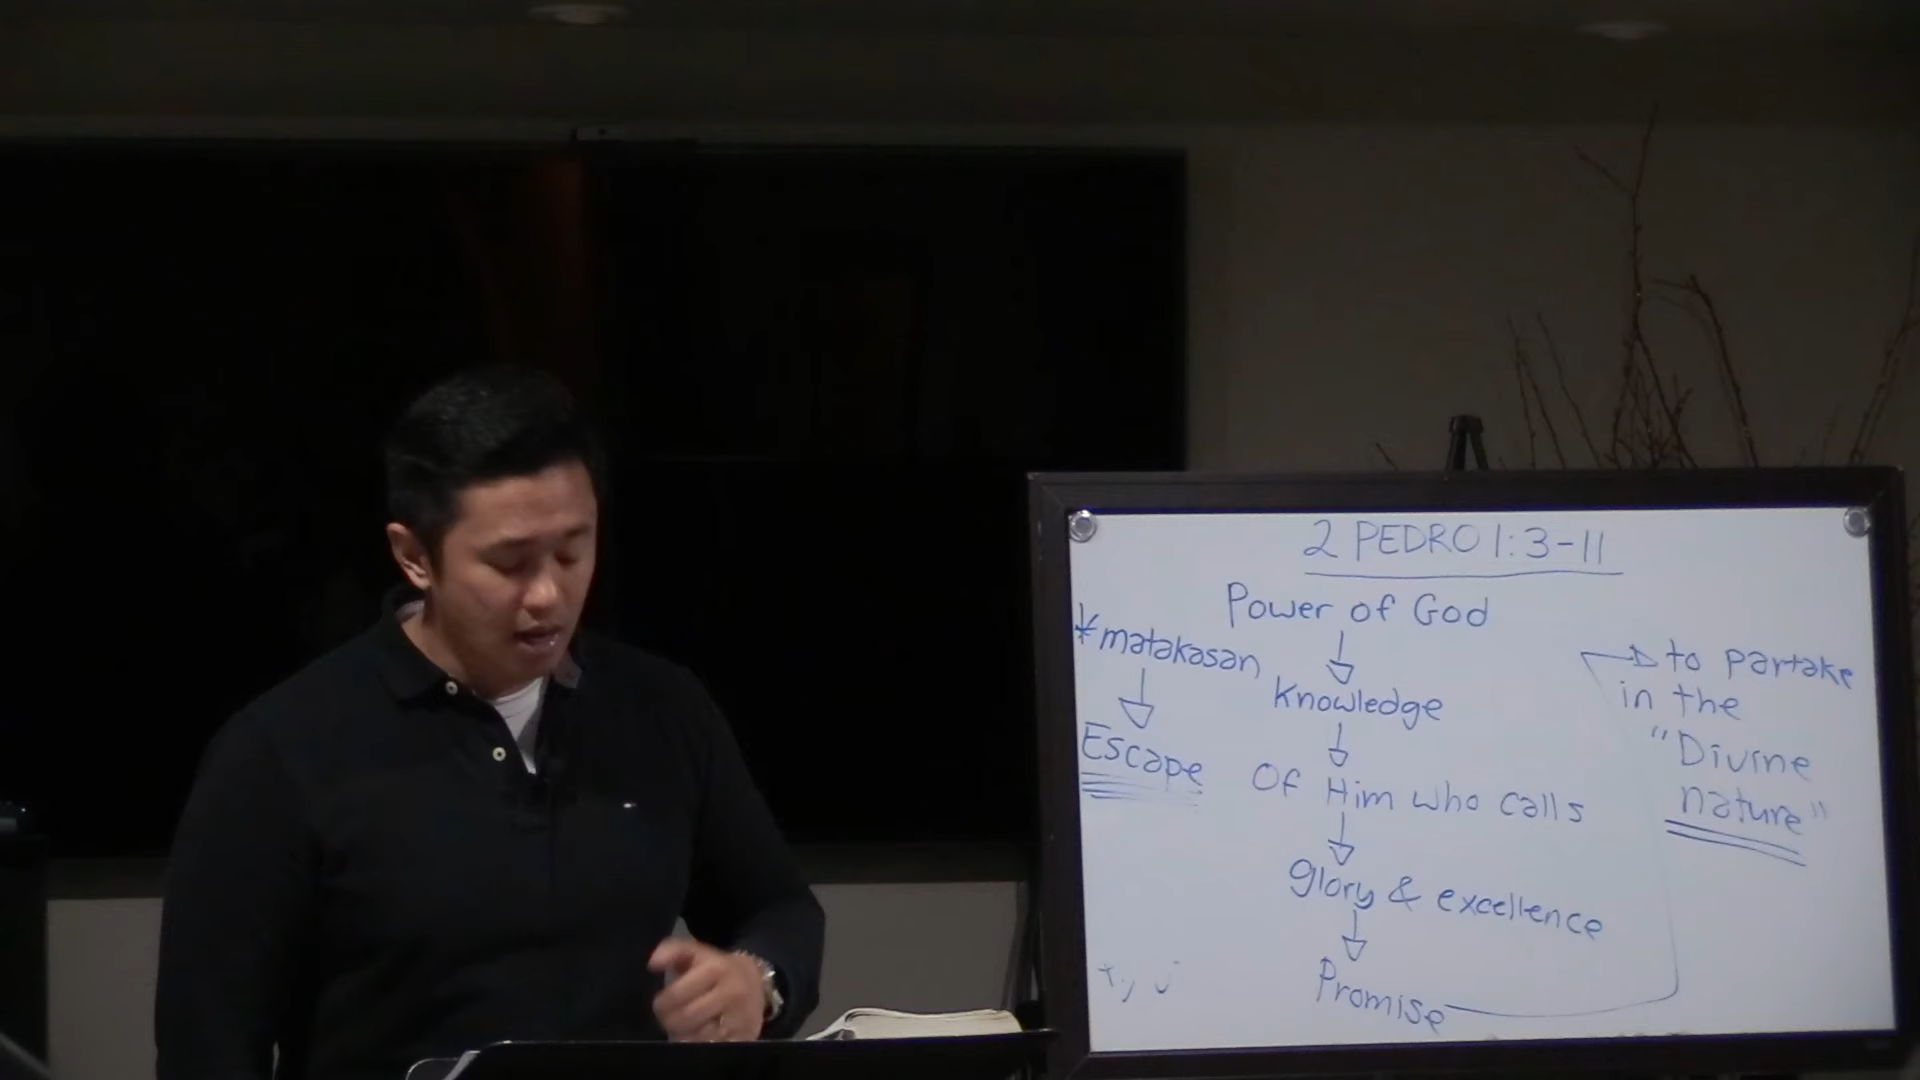 2 PEDRO 1:3-11
Power of God
*matakasan
Knowledge
Escape
Of Him who calls
Glory & excellence
Promise
to partake
in the
"Divine
nature"